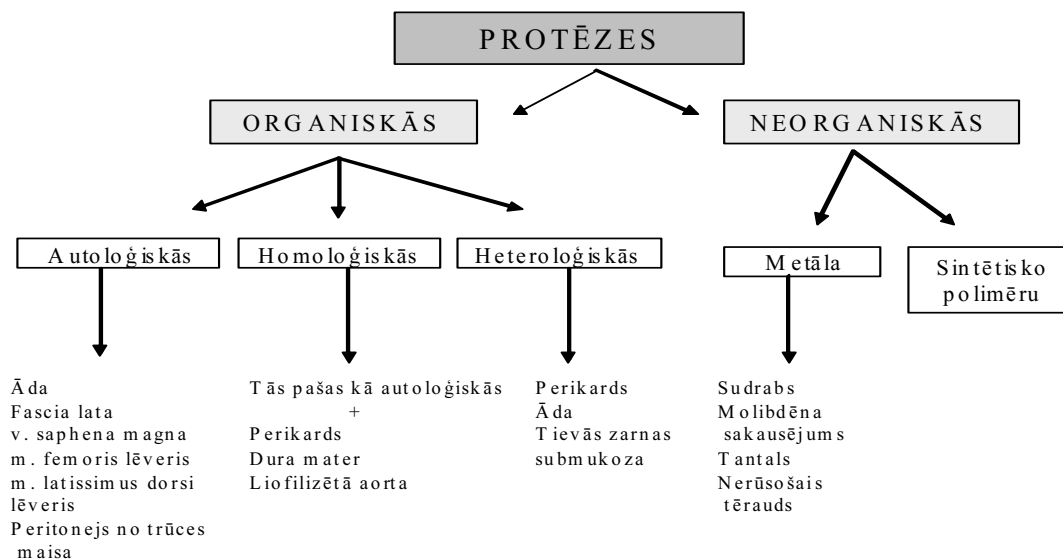 PROTĒZES
ORGANISKĀS
NEORGANISKĀS
Autoloģiskās
Homoloģiskās
Heteroloģiskās
Metāla
Sintētisko
polimēru
Āda
Fascia lata
v. saphena magna
m. femoris lēveris
m. latissimus dorsi
lēveris
Peritonejs no trūces
maisa
Tās pašas kā autoloģiskās
+
Perikards
Dura mater
Liofilizētā aorta
Perikards
Āda
Tievās zarnas
submukoza
Sudrabs
Molibdēna
sakausējums
Tantals
Nerūsošais
tērauds